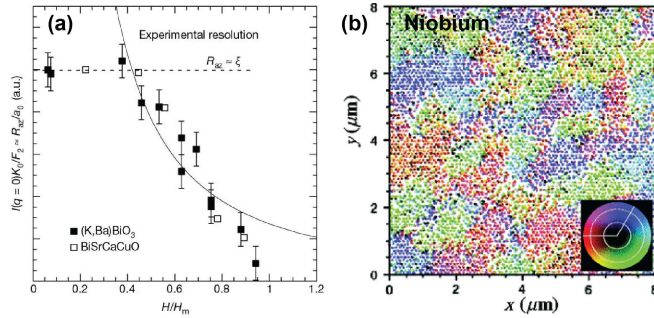 (a)
Experimental resolution
R_az ≃ ξ
I(q = 0)K_0/F_2 ≃ R_az/a_0 (a.u.)
(K,Ba)BiO_3
BiSrCaCuO
0 0.2 0.4 0.6 0.8 1.0 1.2
H/H_m
(b) Niobium
8
6
4
2
0
y (μm)
0 2 4 6 8
x (μm)